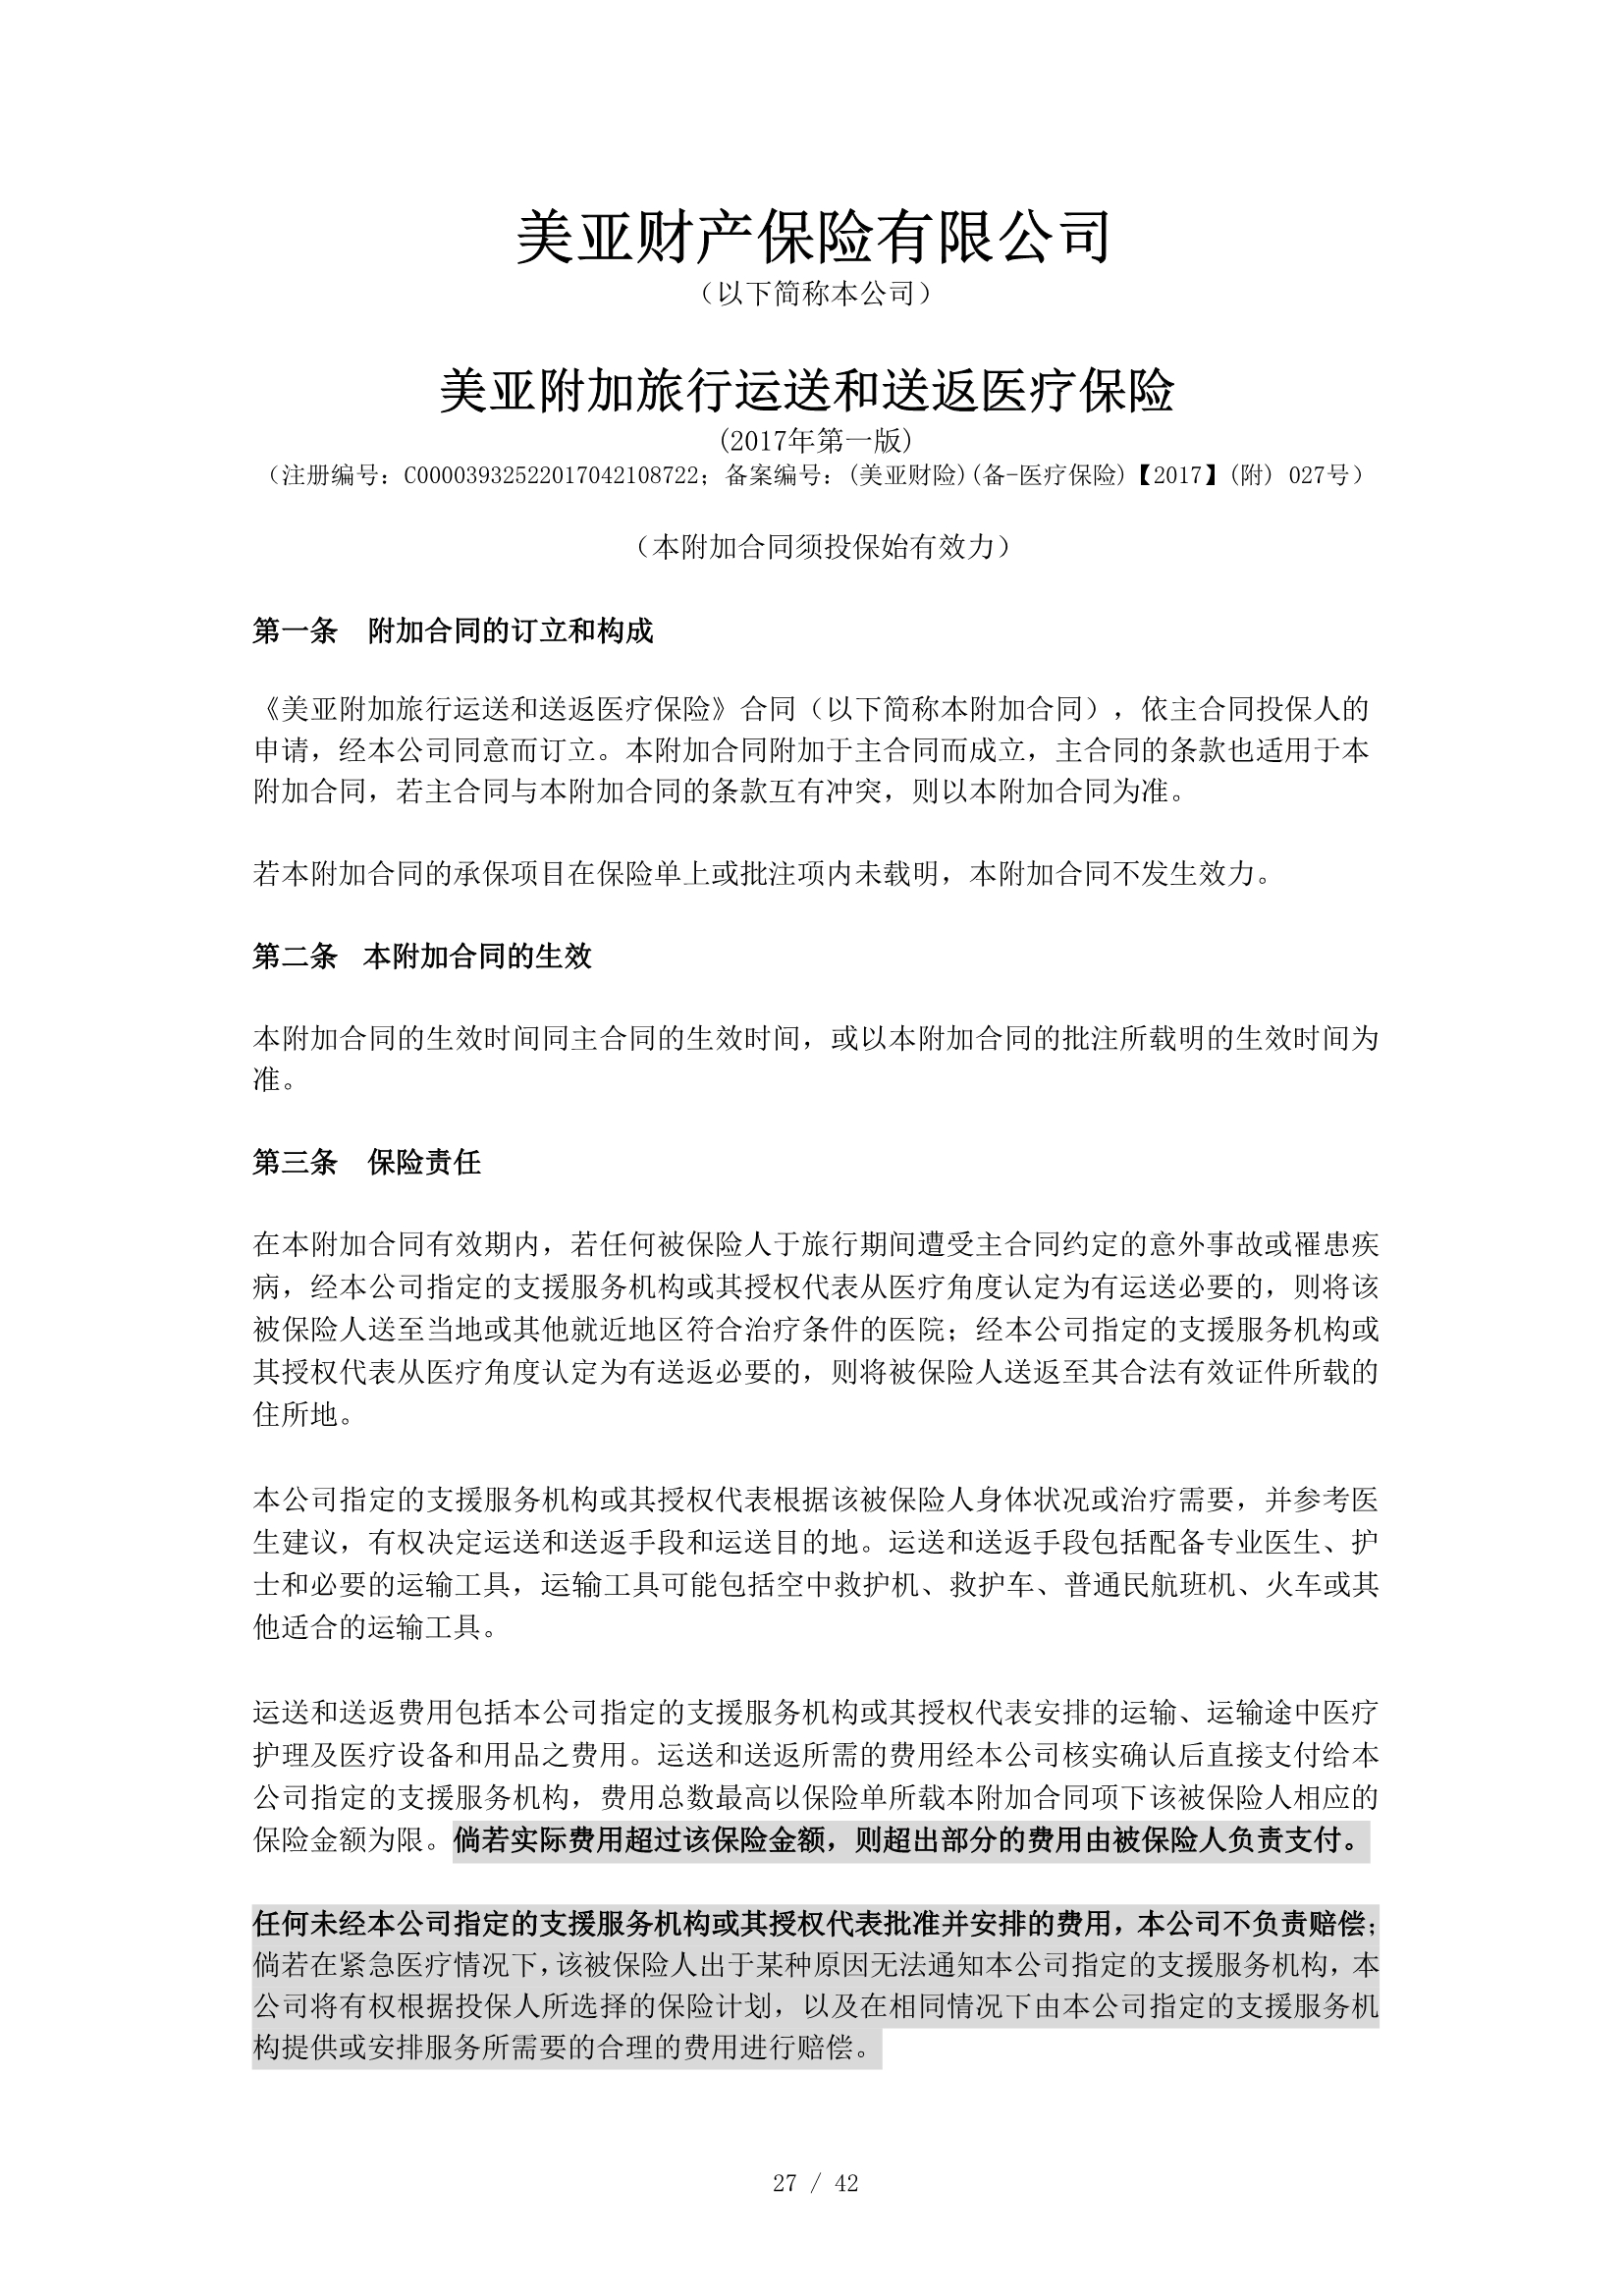 美亚财产保险有限公司
（以下简称本公司）
美亚附加旅行运送和送返医疗保险
(2017年第一版)
（注册编号：C00003932522017042108722；备案编号：(美亚财险)(备-医疗保险)【2017】(附) 027号）
（本附加合同须投保始有效力）
第一条　附加合同的订立和构成
《美亚附加旅行运送和送返医疗保险》合同（以下简称本附加合同），依主合同投保人的
申请，经本公司同意而订立。本附加合同附加于主合同而成立，主合同的条款也适用于本
附加合同，若主合同与本附加合同的条款互有冲突，则以本附加合同为准。
若本附加合同的承保项目在保险单上或批注项内未载明，本附加合同不发生效力。
第二条 本附加合同的生效
本附加合同的生效时间同主合同的生效时间，或以本附加合同的批注所载明的生效时间为
准。
第三条　保险责任
在本附加合同有效期内，若任何被保险人于旅行期间遭受主合同约定的意外事故或罹患疾
病，经本公司指定的支援服务机构或其授权代表从医疗角度认定为有运送必要的，则将该
被保险人送至当地或其他就近地区符合治疗条件的医院；经本公司指定的支援服务机构或
其授权代表从医疗角度认定为有送返必要的，则将被保险人送返至其合法有效证件所载的
住所地。
本公司指定的支援服务机构或其授权代表根据该被保险人身体状况或治疗需要，并参考医
生建议，有权决定运送和送返手段和运送目的地。运送和送返手段包括配备专业医生、护
士和必要的运输工具，运输工具可能包括空中救护机、救护车、普通民航班机、火车或其
他适合的运输工具。
运送和送返费用包括本公司指定的支援服务机构或其授权代表安排的运输、运输途中医疗
护理及医疗设备和用品之费用。运送和送返所需的费用经本公司核实确认后直接支付给本
公司指定的支援服务机构，费用总数最高以保险单所载本附加合同项下该被保险人相应的
保险金额为限。倘若实际费用超过该保险金额，则超出部分的费用由被保险人负责支付。
任何未经本公司指定的支援服务机构或其授权代表批准并安排的费用，本公司不负责赔偿；
倘若在紧急医疗情况下，该被保险人出于某种原因无法通知本公司指定的支援服务机构，本
公司将有权根据投保人所选择的保险计划，以及在相同情况下由本公司指定的支援服务机
构提供或安排服务所需要的合理的费用进行赔偿。
27 / 42